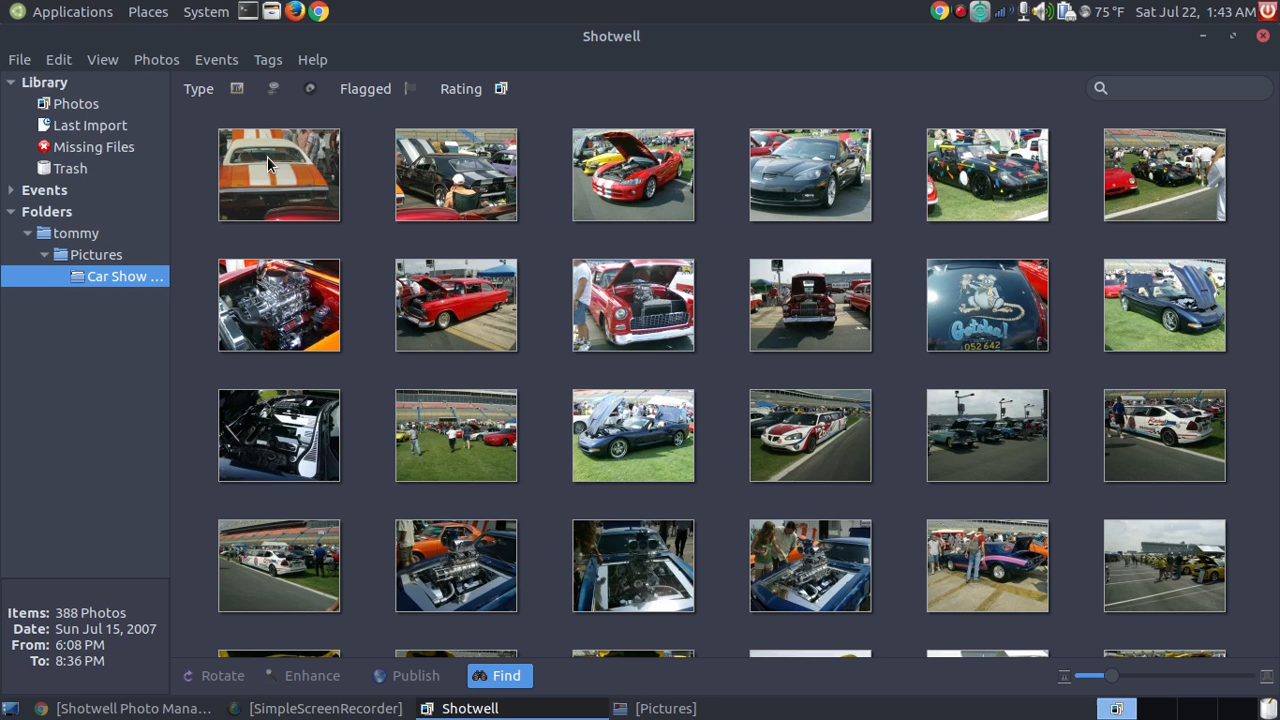 Applications Places System 75 °F Sat Jul 22, 1:43 AM
Shotwell
File Edit View Photos Events Tags Help
Library
Photos
Last Import
Missing Files
Trash
Events
Folders
tommy
Pictures
Car Show ...
Type Flagged Rating
Gotcha!
D52 642
Items: 388 Photos
Date: Sun Jul 15, 2007
From: 6:08 PM
To: 8:36 PM
Rotate Enhance Publish Find
[Shotwell Photo Mana... [SimpleScreenRecorder] Shotwell [Pictures]